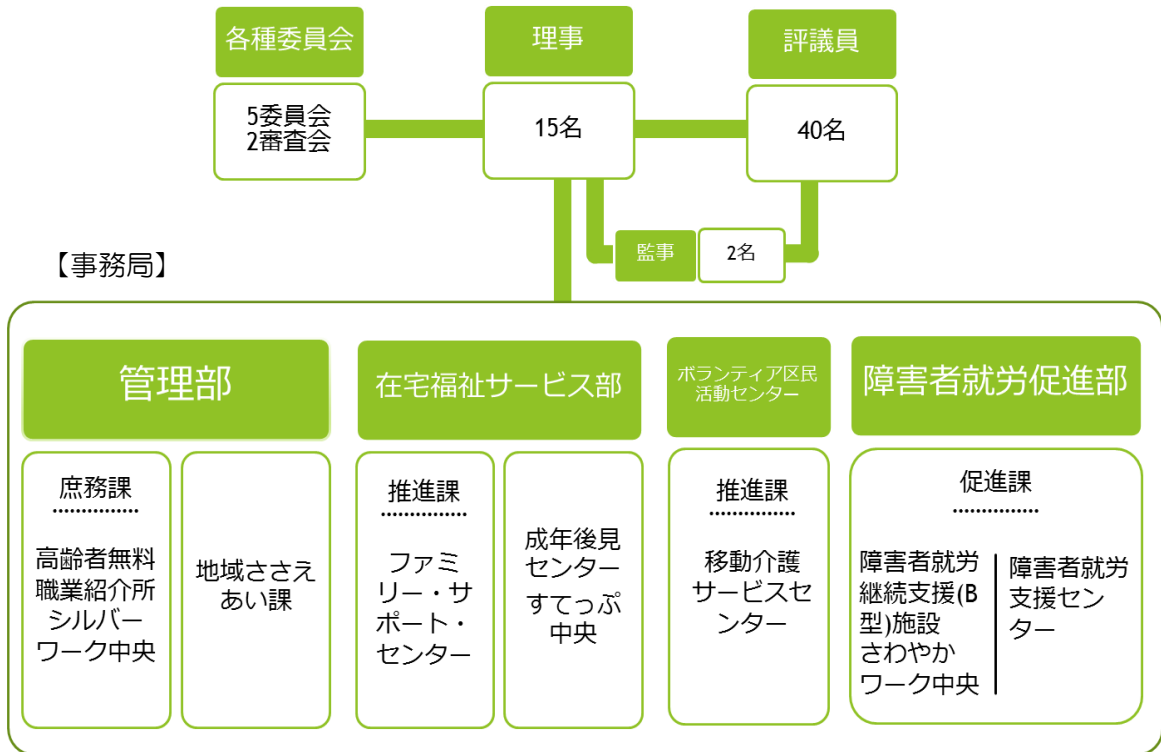 各種委員会
5委員会
2審査会
理事
15名
評議員
40名
監事
2名
【事務局】
管理部
庶務課
高齢者無料
職業紹介所
シルバー
ワーク中央
地域ささえ
あい課
在宅福祉サービス部
推進課
ファミ
リー・サ
ポート・
センター
成年後見
センター
すてっぷ
中央
ボランティア区民
活動センター
推進課
移動介護
サービスセ
ンター
障害者就労促進部
促進課
障害者就労
継続支援(B
型)施設
さわやか
ワーク中央
障害者就労
支援セン
ター